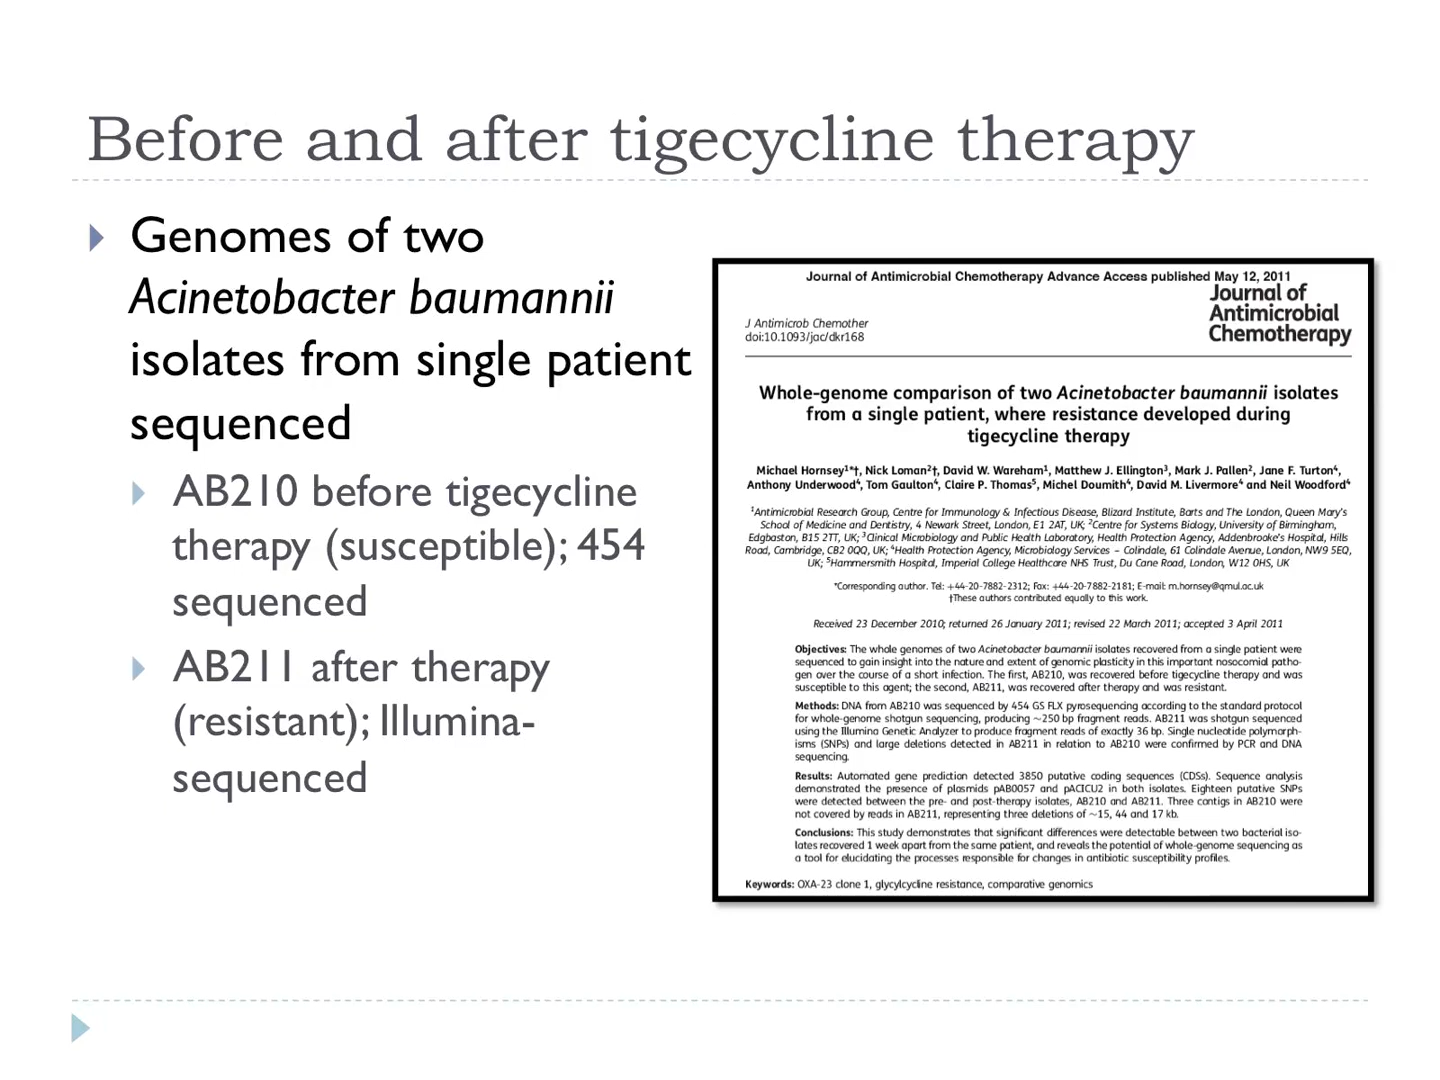 Before and after tigecycline therapy
Genomes of two
Acinetobacter baumannii
isolates from single patient
sequenced
AB210 before tigecycline
therapy (susceptible); 454
sequenced
AB211 after therapy
(resistant); Illumina-
sequenced
Journal of Antimicrobial Chemotherapy Advance Access published May 12, 2011
Journal of
Antimicrobial
Chemotherapy
J Antimicrob Chemother
doi:10.1093/jac/dkr168
Whole-genome comparison of two Acinetobacter baumannii isolates
from a single patient, where resistance developed during
tigecycline therapy
Michael Hornsey1*†, Nick Loman2†, David W. Wareham1, Matthew J. Ellington3, Mark J. Pallen2, Jane F. Turton4,
Anthony Underwood4, Tom Gaulton4, Claire P. Thomas5, Michel Doumith4, David M. Livermore4 and Neil Woodford4
1Antimicrobial Research Group, Centre for Immunology & Infectious Disease, Blizard Institute, Barts and The London, Queen Mary's
School of Medicine and Dentistry, 4 Newark Street, London, E1 2AT, UK; 2Centre for Systems Biology, University of Birmingham,
Edgbaston, B15 2TT, UK; 3Clinical Microbiology and Public Health Laboratory, Health Protection Agency, Addenbrooke's Hospital, Hills
Road, Cambridge, CB2 0QQ, UK; 4Health Protection Agency, Microbiology Services – Colindale, 61 Colindale Avenue, London, NW9 5EQ,
UK; 5Hammersmith Hospital, Imperial College Healthcare NHS Trust, Du Cane Road, London, W12 0HS, UK
*Corresponding author. Tel: +44-20-7882-2312; Fax: +44-20-7882-2181; E-mail: m.hornsey@qmul.ac.uk
†These authors contributed equally to this work.
Received 23 December 2010; returned 26 January 2011; revised 22 March 2011; accepted 3 April 2011
Objectives: The whole genomes of two Acinetobacter baumannii isolates recovered from a single patient were
sequenced to gain insight into the nature and extent of genomic plasticity in this important nosocomial patho-
gen over the course of a short infection. The first, AB210, was recovered before tigecycline therapy and was
susceptible to this agent; the second, AB211, was recovered after therapy and was resistant.
Methods: DNA from AB210 was sequenced by 454 GS FLX pyrosequencing according to the standard protocol
for whole-genome shotgun sequencing, producing ~250 bp fragment reads. AB211 was shotgun sequenced
using the Illumina Genetic Analyzer to produce fragment reads of exactly 36 bp. Single nucleotide polymorph-
isms (SNPs) and large deletions detected in AB211 in relation to AB210 were confirmed by PCR and DNA
sequencing.
Results: Automated gene prediction detected 3850 putative coding sequences (CDSs). Sequence analysis
demonstrated the presence of plasmids pAB0057 and pACICU2 in both isolates. Eighteen putative SNPs
were detected between the pre- and post-therapy isolates, AB210 and AB211. Three contigs in AB210 were
not covered by reads in AB211, representing three deletions of ~15, 44 and 17 kb.
Conclusions: This study demonstrates that significant differences were detectable between two bacterial iso-
lates recovered 1 week apart from the same patient, and reveals the potential of whole-genome sequencing as
a tool for elucidating the processes responsible for changes in antibiotic susceptibility profiles.
Keywords: OXA-23 clone 1, glycylcycline resistance, comparative genomics